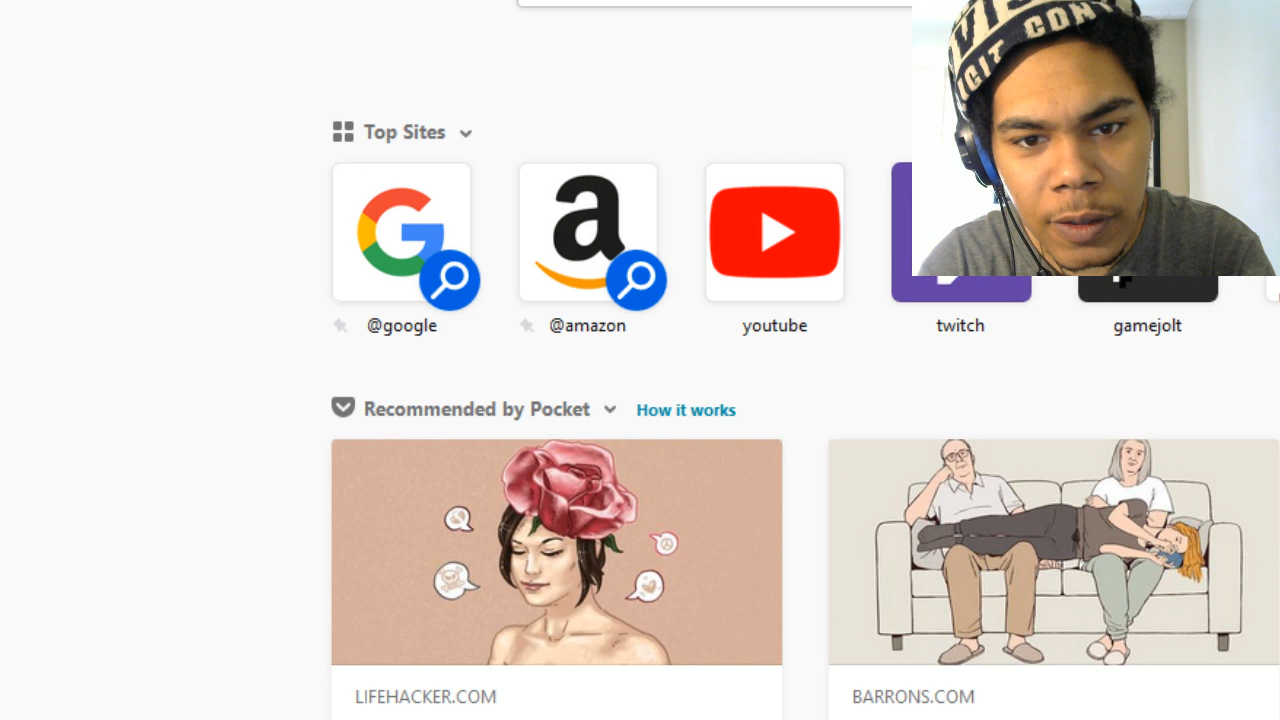 Top Sites
@google
@amazon
youtube
twitch
gamejolt
Recommended by Pocket
How it works
LIFEHACKER.COM
BARRONS.COM